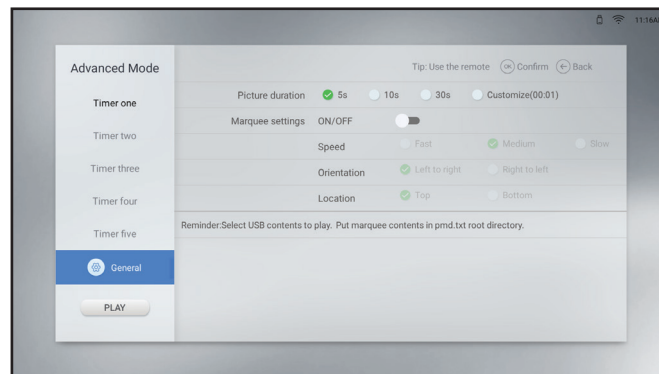 11:16A
Advanced Mode
Tip: Use the remote OK Confirm Back
Timer one
Picture duration 5s 10s 30s Customize(00:01)
Marquee settings ON/OFF
Timer two
Speed Fast Medium Slow
Timer three
Orientation Left to right Right to left
Timer four
Location Top Bottom
Timer five
Reminder:Select USB contents to play. Put marquee contents in pmd.txt root directory.
General
PLAY